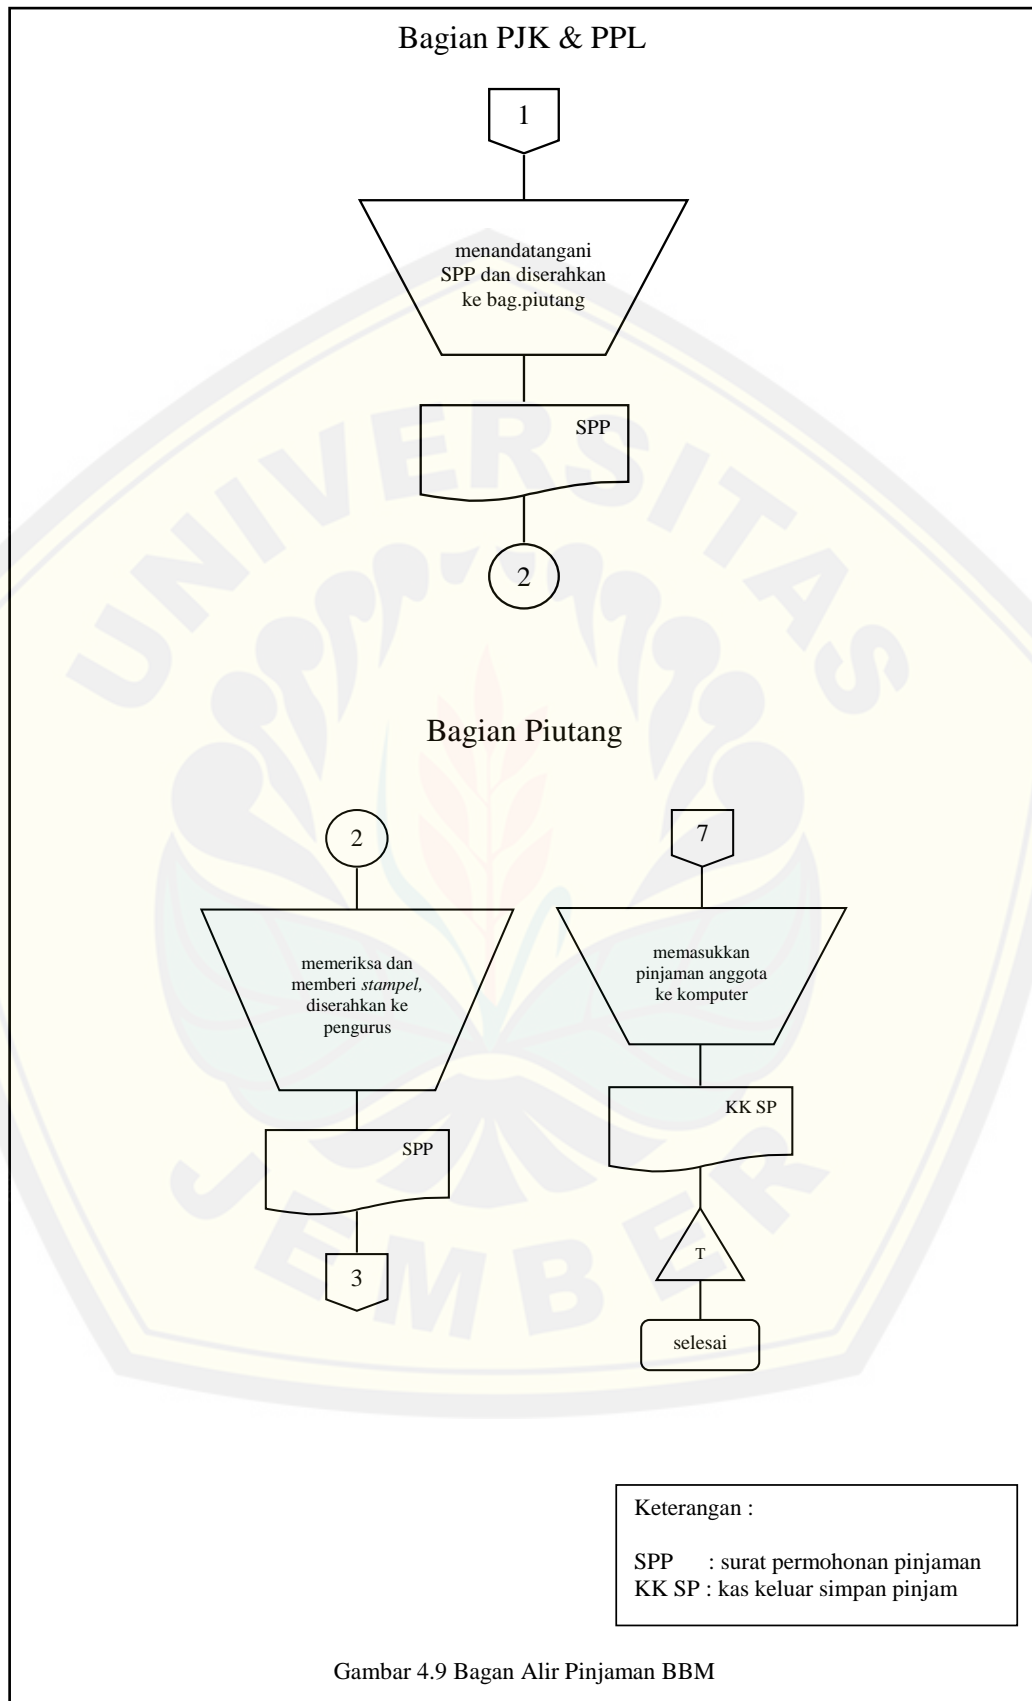 Bagian PJK & PPL
1
menandatangani
SPP dan diserahkan
ke bag.piutang
SPP
2
UNIVERSITAS
Bagian Piutang
2
memeriksa dan
memberi stampel,
diserahkan ke
pengurus
SPP
3
7
memasukkan
pinjaman anggota
ke komputer
KK SP
T
selesai
JEMBER
Keterangan :
SPP : surat permohonan pinjaman
KK SP : kas keluar simpan pinjam
Gambar 4.9 Bagan Alir Pinjaman BBM